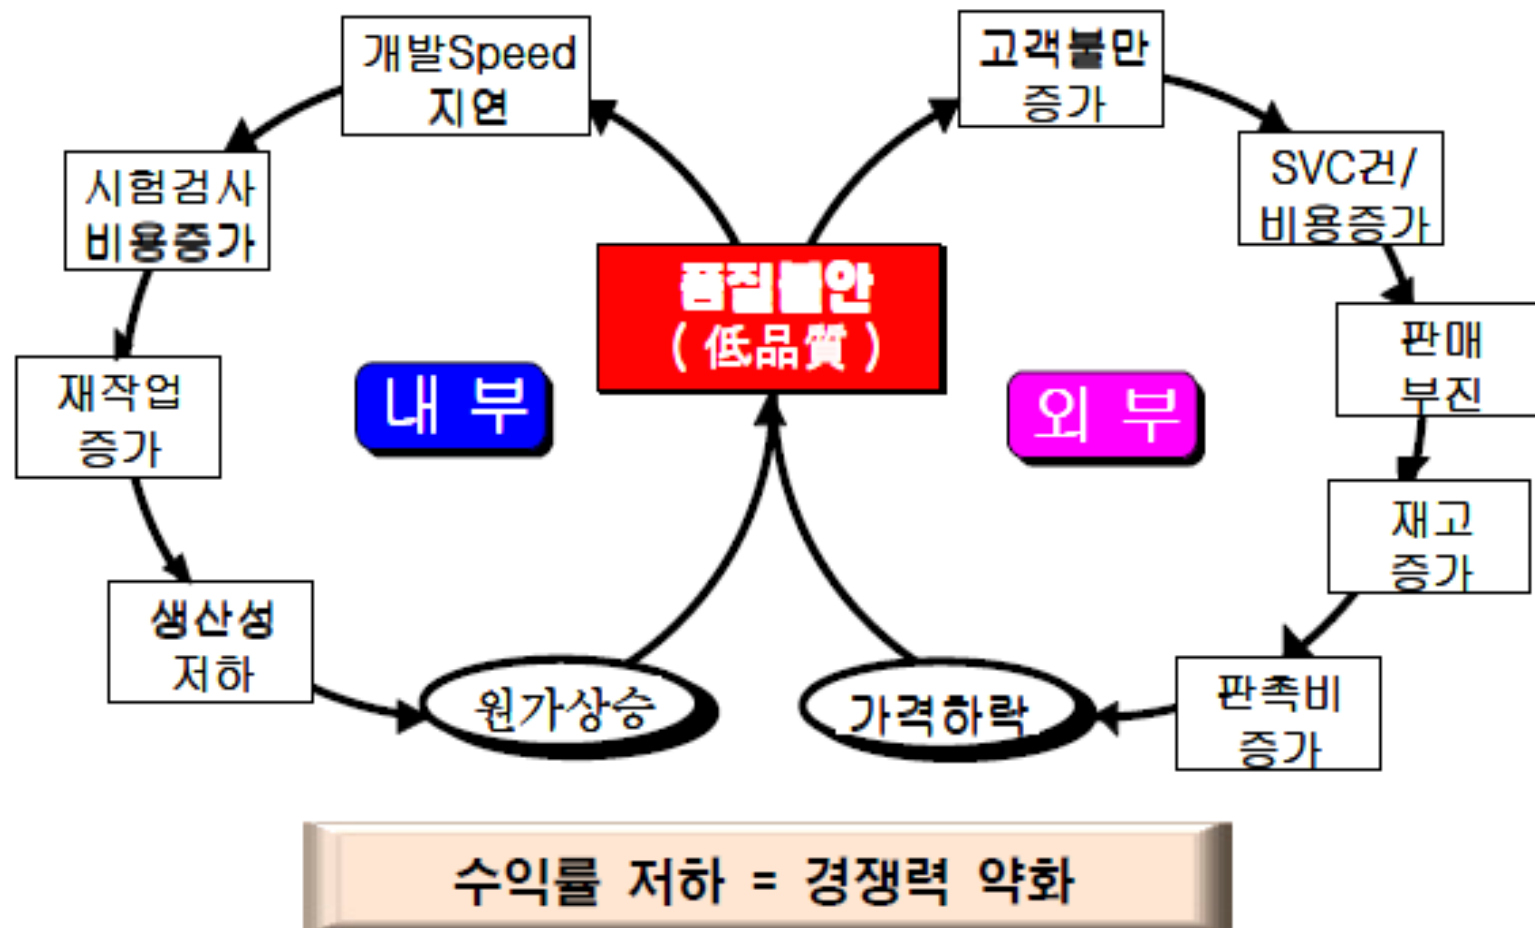 개발Speed
지연
고객불만
증가
시험검사
비용증가
SVC건/
비용증가
품질불안
(低品質)
판매
부진
재작업
증가
내 부
외 부
재고
증가
생산성
저하
원가상승
가격하락
판촉비
증가
수익률 저하 = 경쟁력 약화